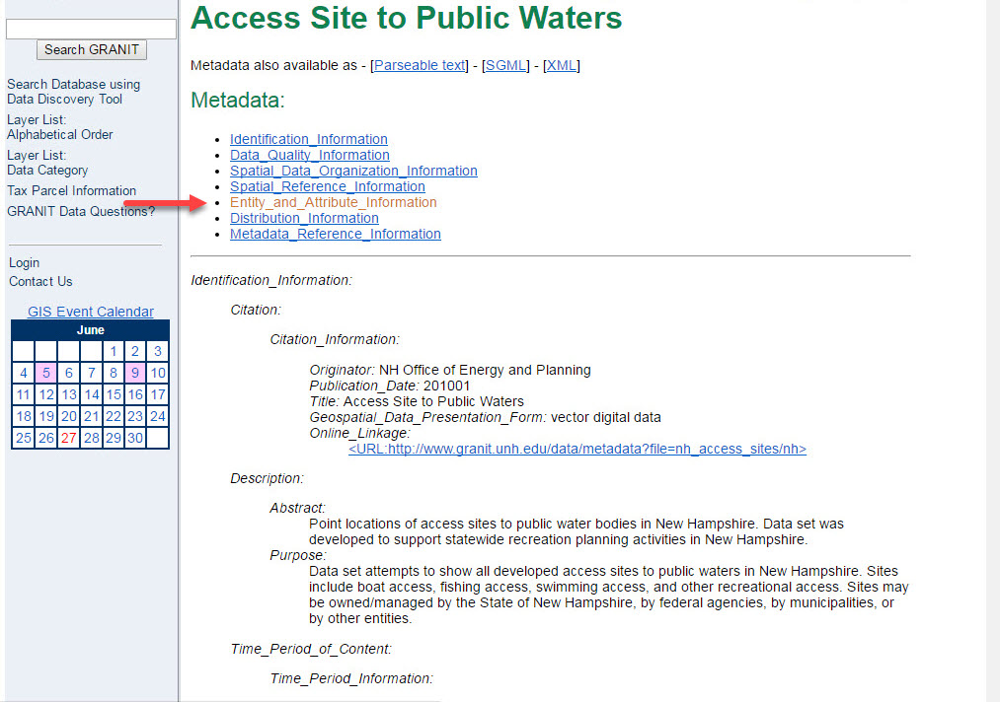 Search GRANIT
Search Database using
Data Discovery Tool
Layer List:
Alphabetical Order
Layer List:
Data Category
Tax Parcel Information
GRANIT Data Questions?
Login
Contact Us
GIS Event Calendar
June
1 2 3
4 5 6 7 8 9 10
11 12 13 14 15 16 17
18 19 20 21 22 23 24
25 26 27 28 29 30
Access Site to Public Waters
Metadata also available as - [Parseable text] - [SGML] - [XML]
Metadata:
• Identification_Information
• Data_Quality_Information
• Spatial_Data_Organization_Information
• Spatial_Reference_Information
• Entity_and_Attribute_Information
• Distribution_Information
• Metadata_Reference_Information
Identification_Information:
Citation:
Citation_Information:
Originator: NH Office of Energy and Planning
Publication_Date: 201001
Title: Access Site to Public Waters
Geospatial_Data_Presentation_Form: vector digital data
Online_Linkage:
<URL:http://www.granit.unh.edu/data/metadata?file=nh_access_sites/nh>
Description:
Abstract:
Point locations of access sites to public water bodies in New Hampshire. Data set was
developed to support statewide recreation planning activities in New Hampshire.
Purpose:
Data set attempts to show all developed access sites to public waters in New Hampshire. Sites
include boat access, fishing access, swimming access, and other recreational access. Sites may
be owned/managed by the State of New Hampshire, by federal agencies, by municipalities, or
by other entities.
Time_Period_of_Content:
Time_Period_Information: